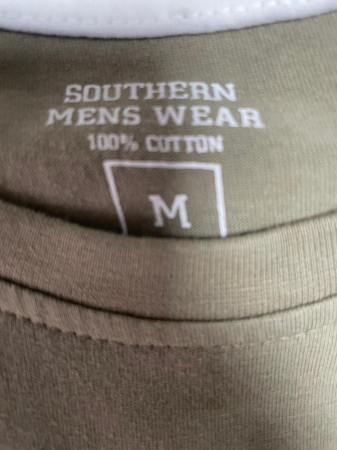 SOUTHERN
MENS WEAR
100% COTTON
M